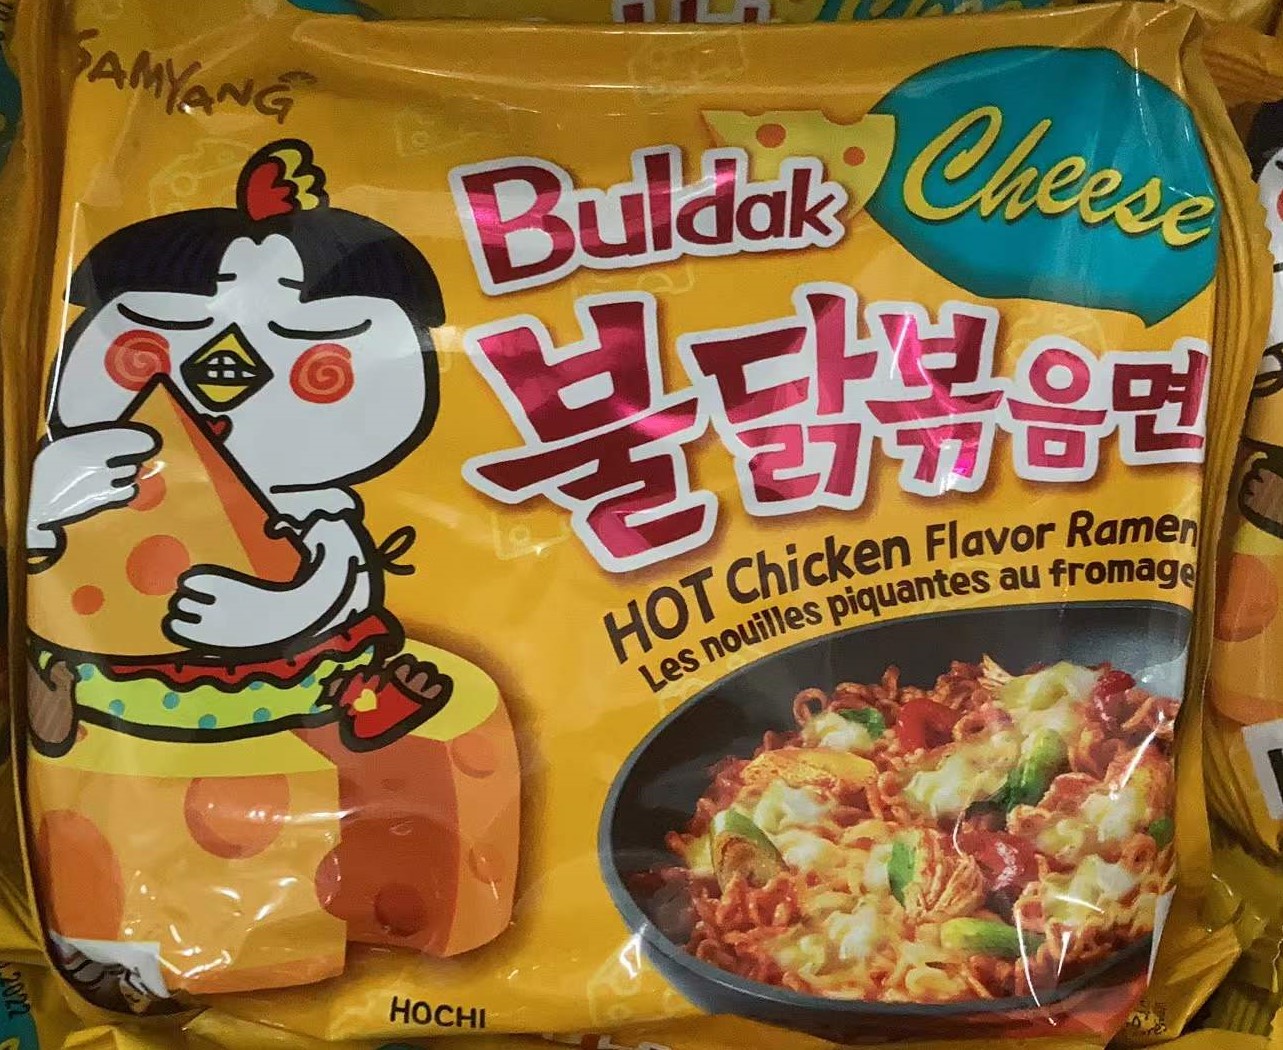 SAMYANG
Buldak
Cheese
불닭볶음면
HOT Chicken Flavor Ramen
Les nouilles piquantes au fromage
HOCHI